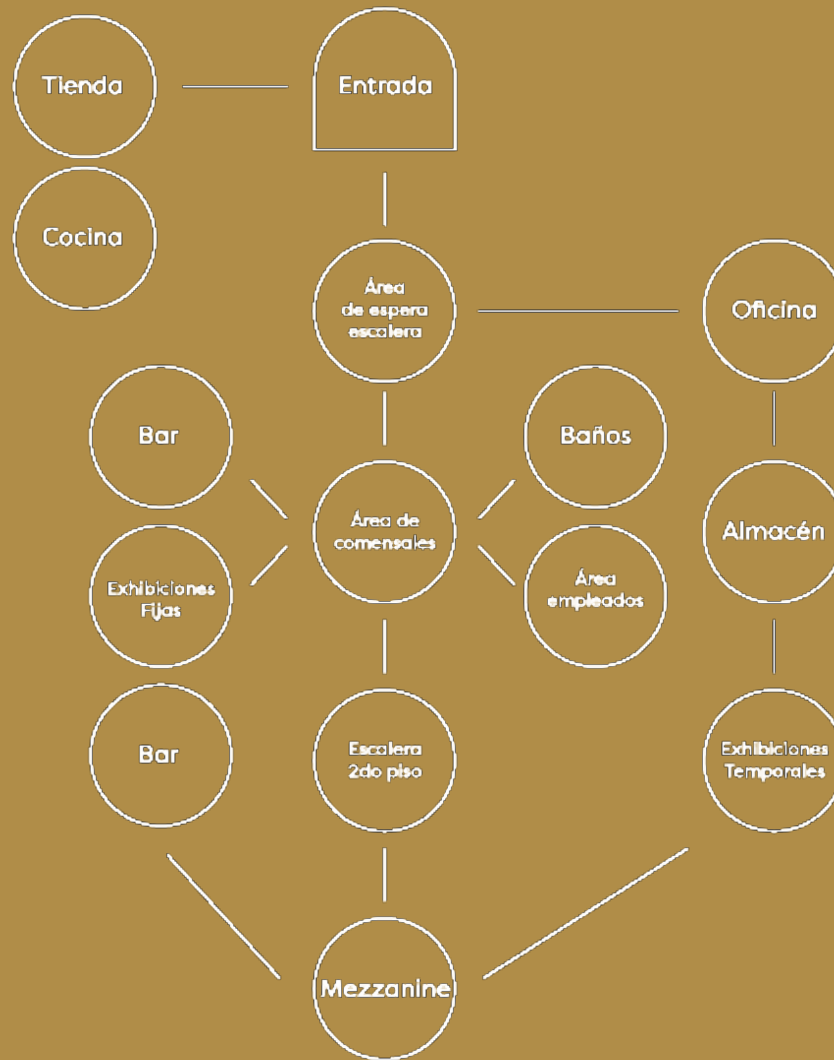 Tienda
Entrada
Cocina
Área
de espera
escalera
Oficina
Bar
Baños
Área de
comensales
Almacén
Exhibiciones
Fijas
Área
empleados
Bar
Escalera
2do piso
Exhibiciones
Temporales
Mezzanine